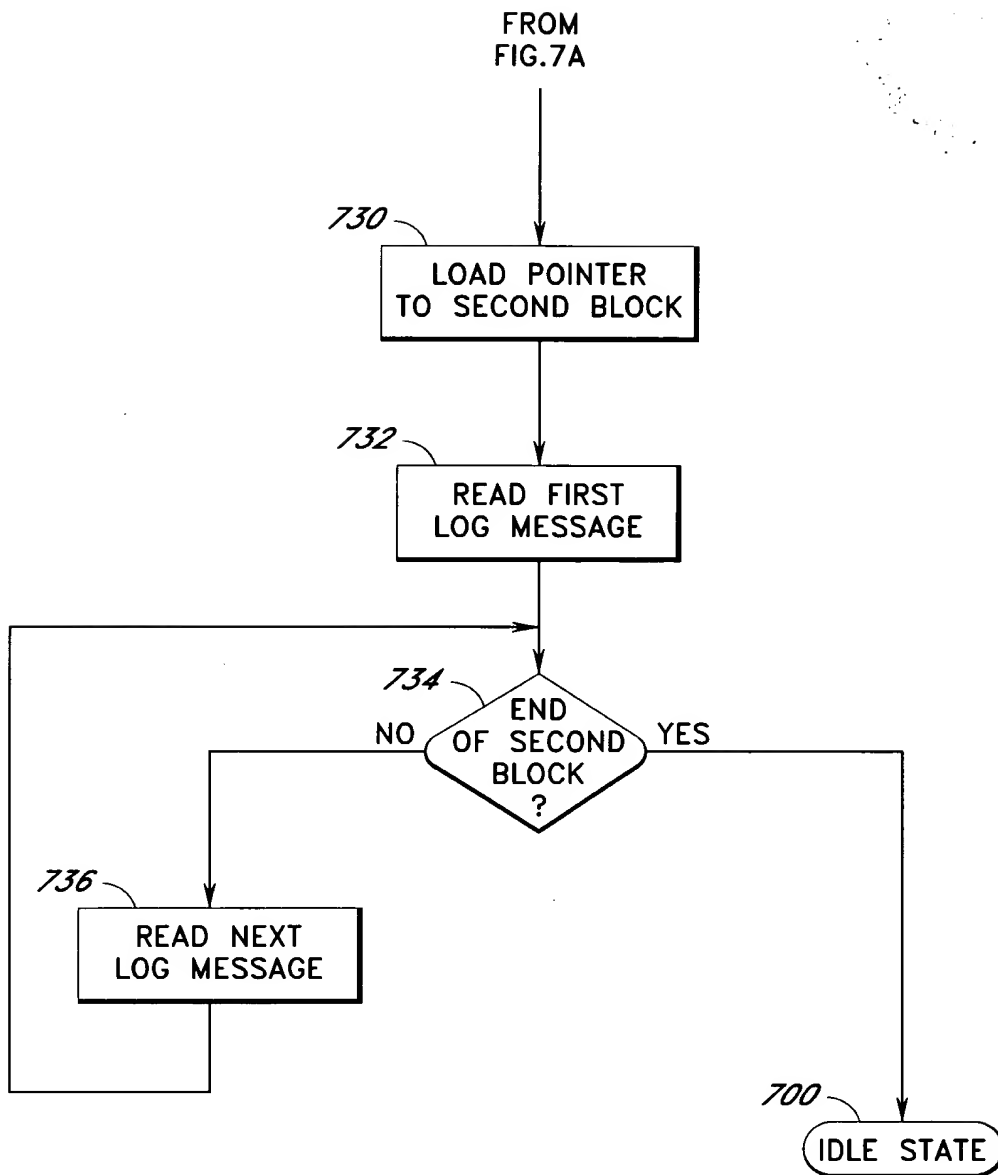 FROM
FIG.7A
730
LOAD POINTER
TO SECOND BLOCK
732
READ FIRST
LOG MESSAGE
734
END
OF SECOND
BLOCK
?
NO
YES
736
READ NEXT
LOG MESSAGE
700
IDLE STATE